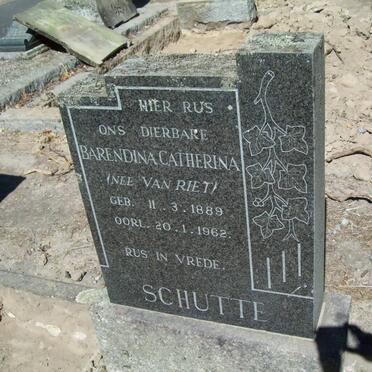 HIER RUS
ONS DIERBARE
BARENDINA CATHERINA
(NEE VAN RIET)
GEB. 11.3.1889
OORL. 20.1.1962.
RUS IN VREDE.
SCHUTTE